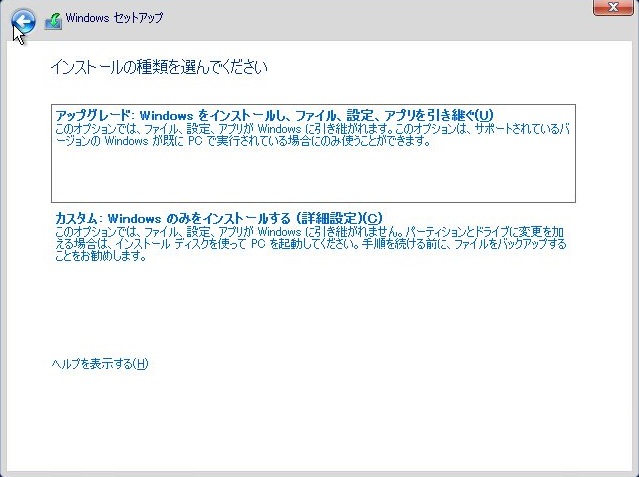 Windows セットアップ
インストールの種類を選んでください
アップグレード: Windows をインストールし、ファイル、設定、アプリを引き継ぐ(U)
このオプションでは、ファイル、設定、アプリが Windows に引き継がれます。このオプションは、サポートされているバ
ージョンの Windows が既に PC で実行されている場合にのみ使うことができます。
カスタム: Windows のみをインストールする (詳細設定)(C)
このオプションでは、ファイル、設定、アプリが Windows に引き継がれません。パーティションとドライブに変更を加
える場合は、インストール ディスクを使って PC を起動してください。手順を続ける前に、ファイルをバックアップする
ことをお勧めします。
ヘルプを表示する(H)